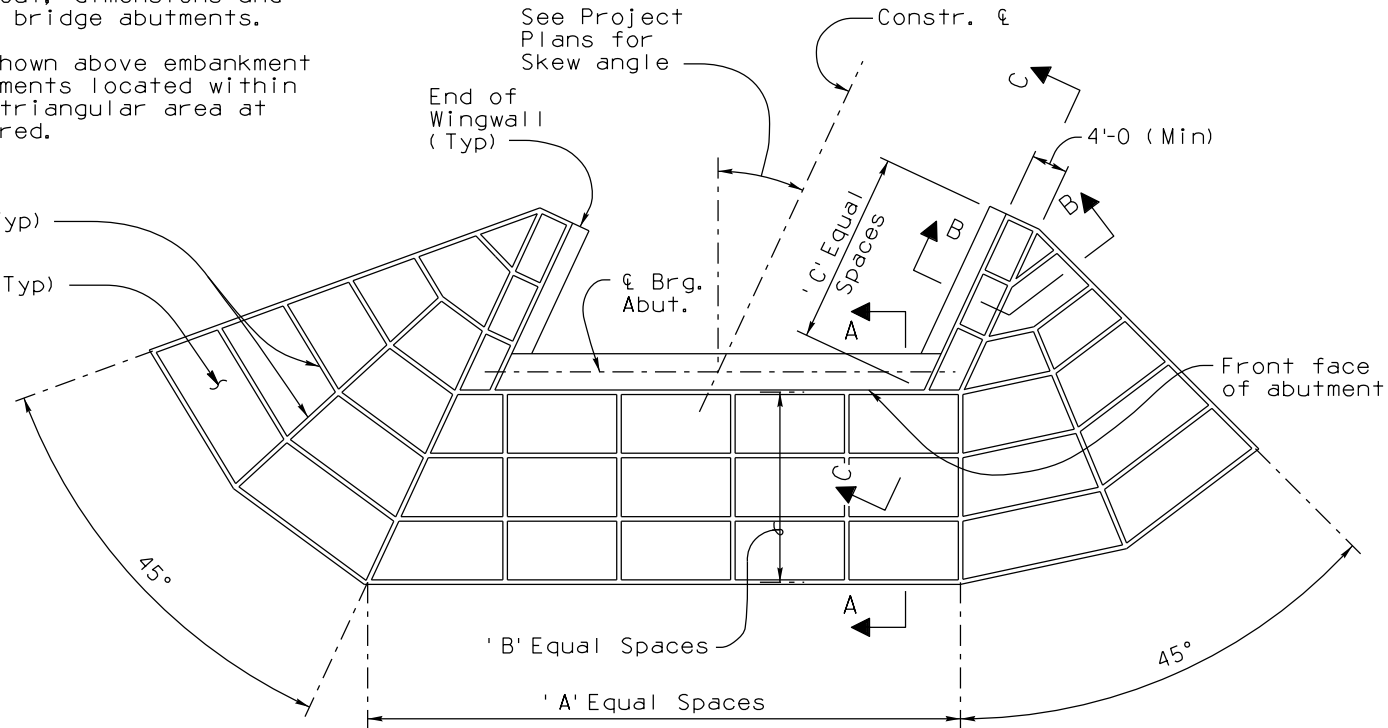 bridge abutments.
hown above embankment
ments located within
triangular area at
red.
See Project
Plans for
Skew angle
Constr. ℄
End of
Wingwall
(Typ)
C
4'-0 (Min)
B
'C' Equal
Spaces
B
yp)
Typ)
℄ Brg.
Abut.
A
Front face
of abutment
C
45°
A
'B' Equal Spaces
45°
'A' Equal Spaces